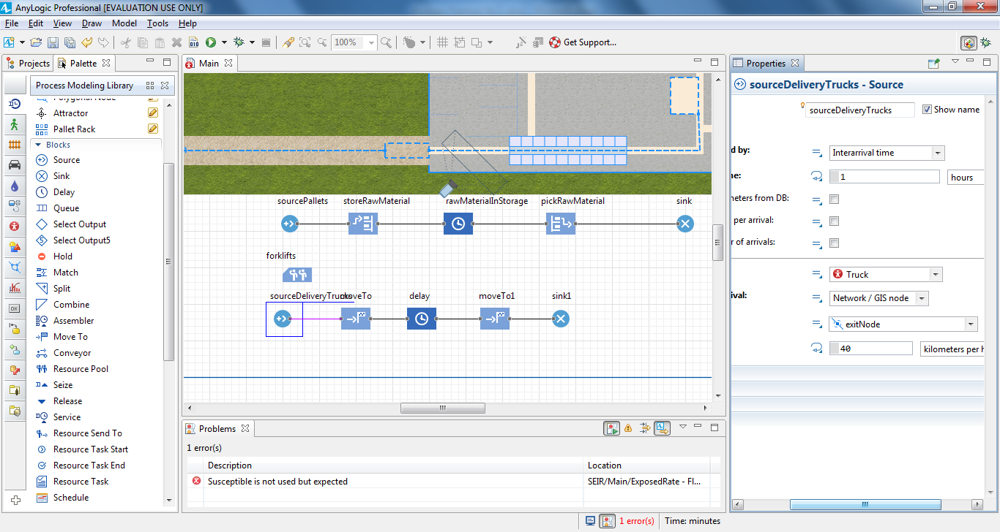 AnyLogic Professional [EVALUATION USE ONLY]
File Edit View Draw Model Tools Help
100% Get Support...
Projects Palette
Process Modeling Library
Polygonal Node
Attractor
Pallet Rack
Blocks
Source
Sink
Delay
Queue
Select Output
Select Output5
Hold
Match
Split
Combine
Assembler
Move To
Conveyor
Resource Pool
Seize
Release
Service
Resource Send To
Resource Task Start
Resource Task End
Resource Task
Schedule
Main
sourcePallets storeRawMaterial rawMaterialInStorage pickRawMaterial sink
forklifts
sourceDeliveryTrucks moveTo delay moveTo1 sink1
Problems
1 error(s)
Description Location
Susceptible is not used but expected SEIR/Main/ExposedRate - Fl...
Properties
sourceDeliveryTrucks - Source
sourceDeliveryTrucks Show name
d by: Interarrival time
ne: 1 hours
neters from DB:
per arrival:
r of arrivals:
Truck
ival: Network / GIS node
exitNode
40 kilometers per h
1 error(s) Time: minutes